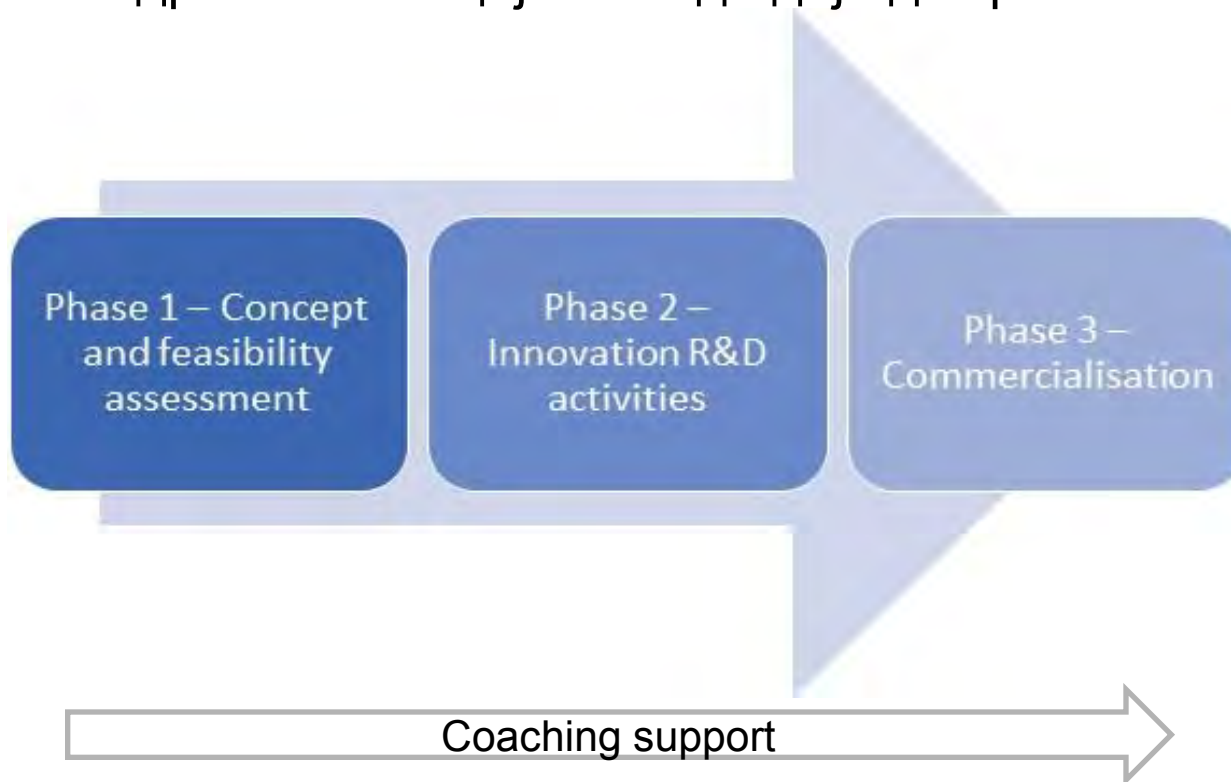 Phase 1 – Concept
and feasibility
assessment
Phase 2 –
Innovation R&D
activities
Phase 3 –
Commercialisation
Coaching support